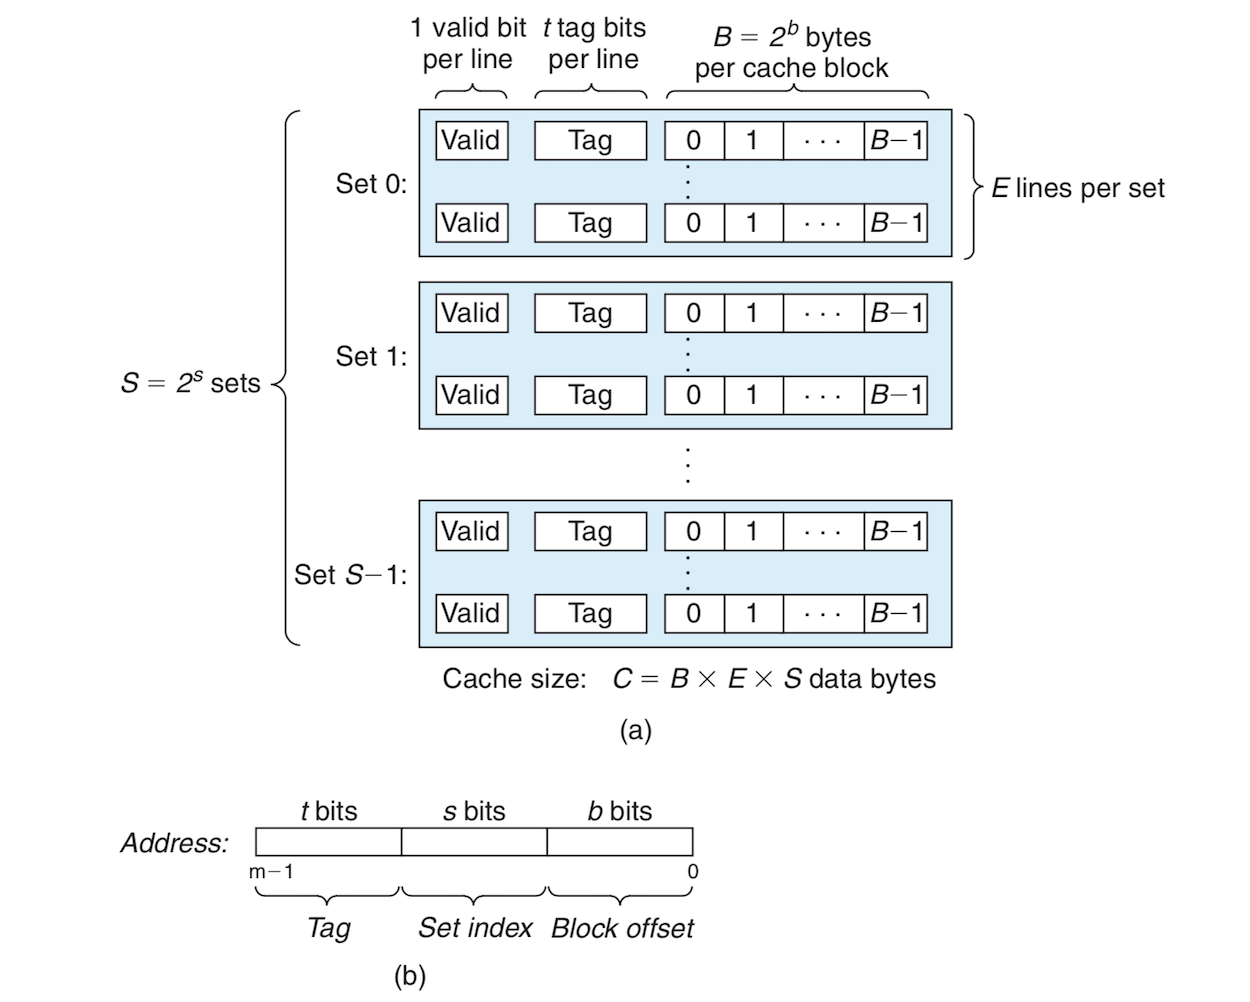 1 valid bit per line
t tag bits per line
B = 2^b bytes per cache block
Set 0:
Valid Tag 0 1 · · · B−1
Valid Tag 0 1 · · · B−1
E lines per set
Set 1:
Valid Tag 0 1 · · · B−1
Valid Tag 0 1 · · · B−1
S = 2^s sets
Set S−1:
Valid Tag 0 1 · · · B−1
Valid Tag 0 1 · · · B−1
Cache size: C = B × E × S data bytes
(a)
t bits s bits b bits
Address:
m−1 0
Tag Set index Block offset
(b)